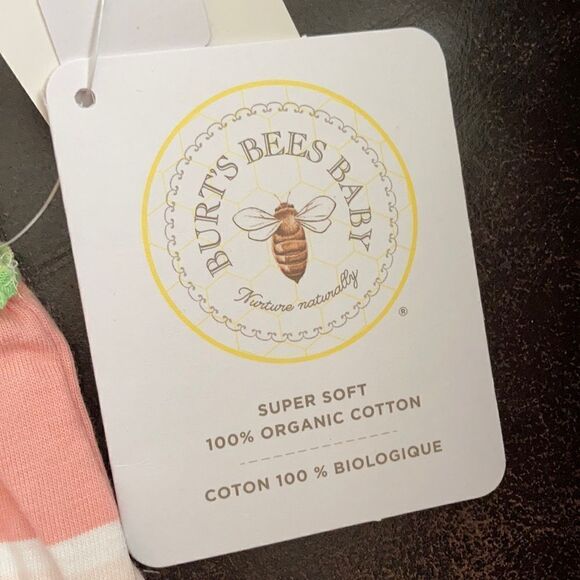 BURT'S BEES BABY
Nurture naturally
®
SUPER SOFT
100% ORGANIC COTTON
COTON 100 % BIOLOGIQUE